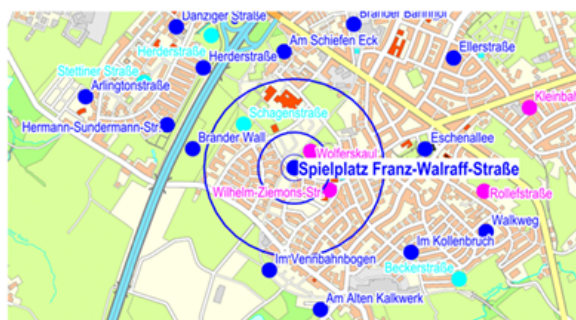 Danziger Straße
Brander Bahnhof
Herderstraße
Am Schiefen Eck
Herderstraße
Ellerstraße
Stettiner Straße
Arlingtonstraße
Kleinbah
Schagenstraße
Hermann-Sundermann-Str.
Brander Wall
Eschenallee
Wolferskaul
Spielplatz Franz-Walraff-Straße
Wilhelm-Ziemons-Str.
Rollefstraße
Walkweg
Im Kollenbruch
Im Vennbahnbogen
Beckerstraße
Am Alten Kalkwerk